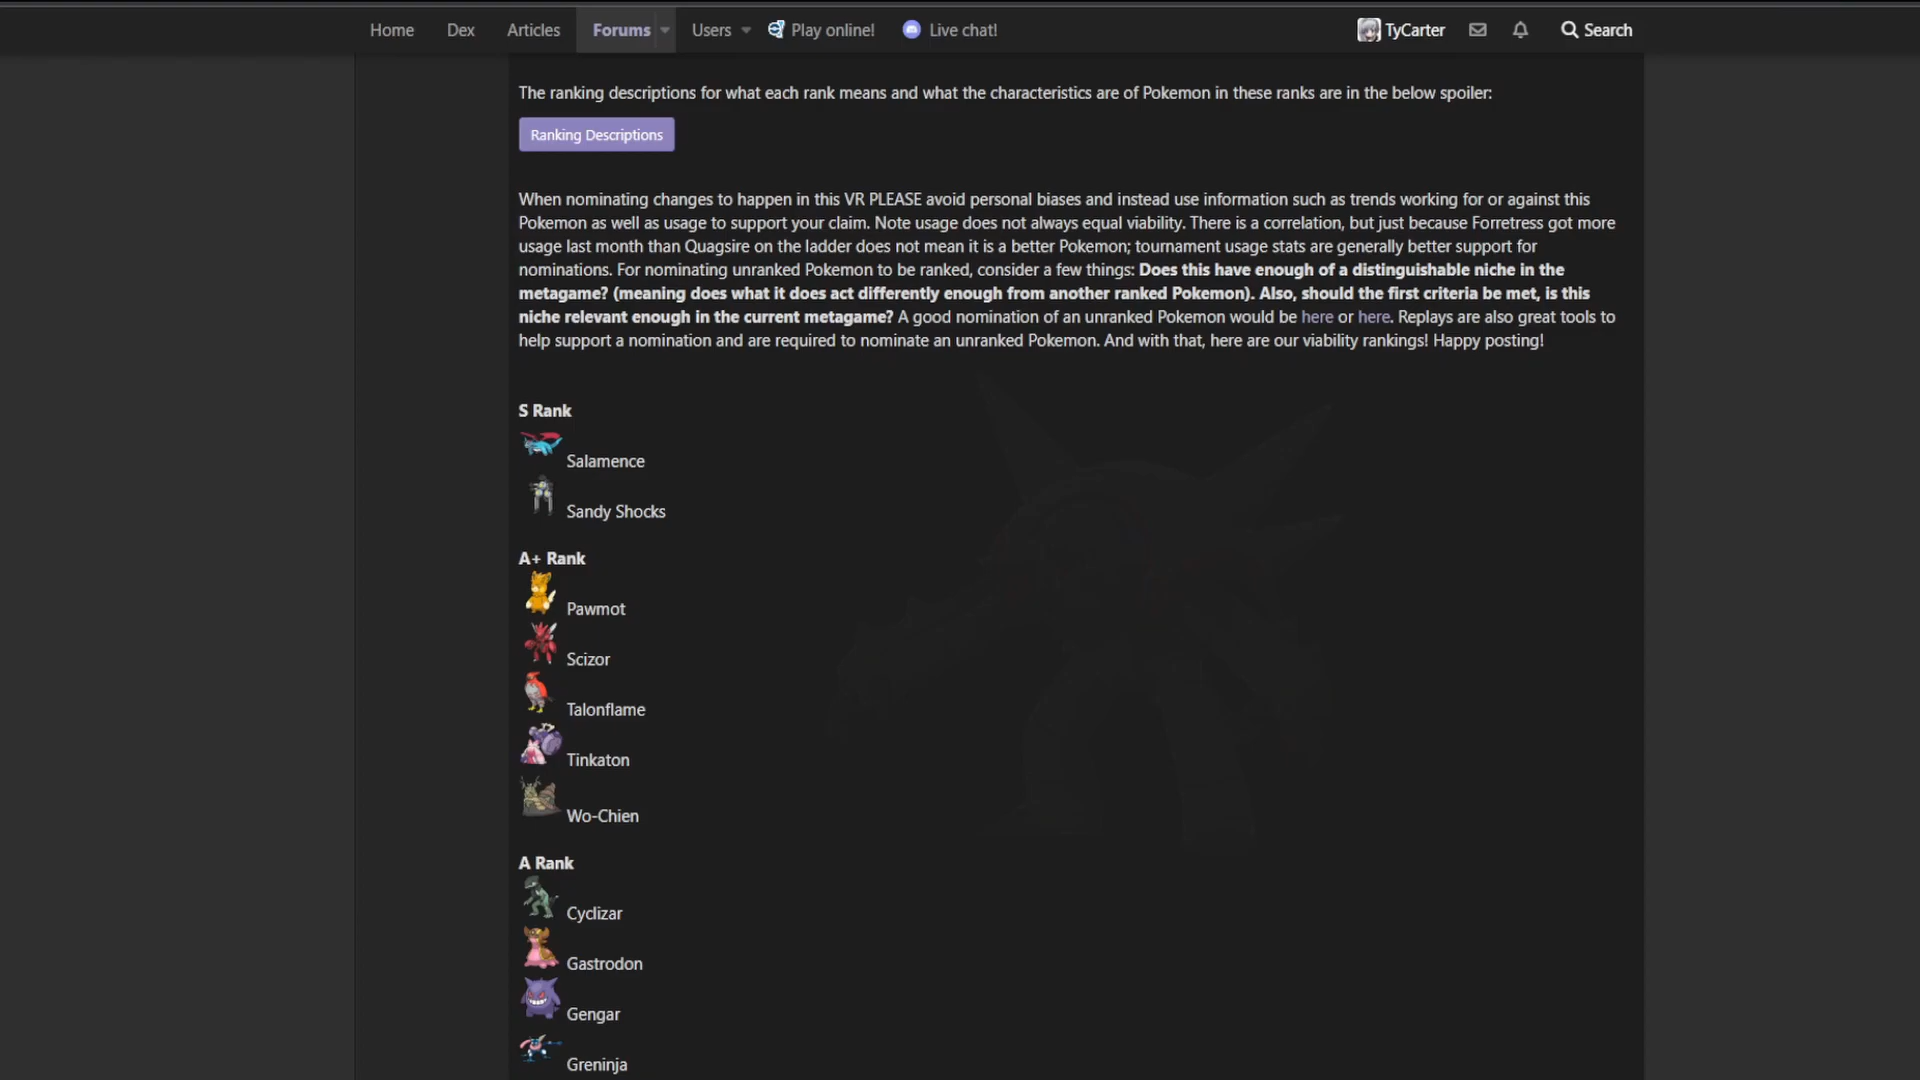 Home Dex Articles Forums Users Play online! Live chat! TyCarter Search
The ranking descriptions for what each rank means and what the characteristics are of Pokemon in these ranks are in the below spoiler:
Ranking Descriptions
When nominating changes to happen in this VR PLEASE avoid personal biases and instead use information such as trends working for or against this
Pokemon as well as usage to support your claim. Note usage does not always equal viability. There is a correlation, but just because Forretress got more
usage last month than Quagsire on the ladder does not mean it is a better Pokemon; tournament usage stats are generally better support for
nominations. For nominating unranked Pokemon to be ranked, consider a few things: Does this have enough of a distinguishable niche in the
metagame? (meaning does what it does act differently enough from another ranked Pokemon). Also, should the first criteria be met, is this
niche relevant enough in the current metagame? A good nomination of an unranked Pokemon would be here or here. Replays are also great tools to
help support a nomination and are required to nominate an unranked Pokemon. And with that, here are our viability rankings! Happy posting!
S Rank
Salamence
Sandy Shocks
A+ Rank
Pawmot
Scizor
Talonflame
Tinkaton
Wo-Chien
A Rank
Cyclizar
Gastrodon
Gengar
Greninja